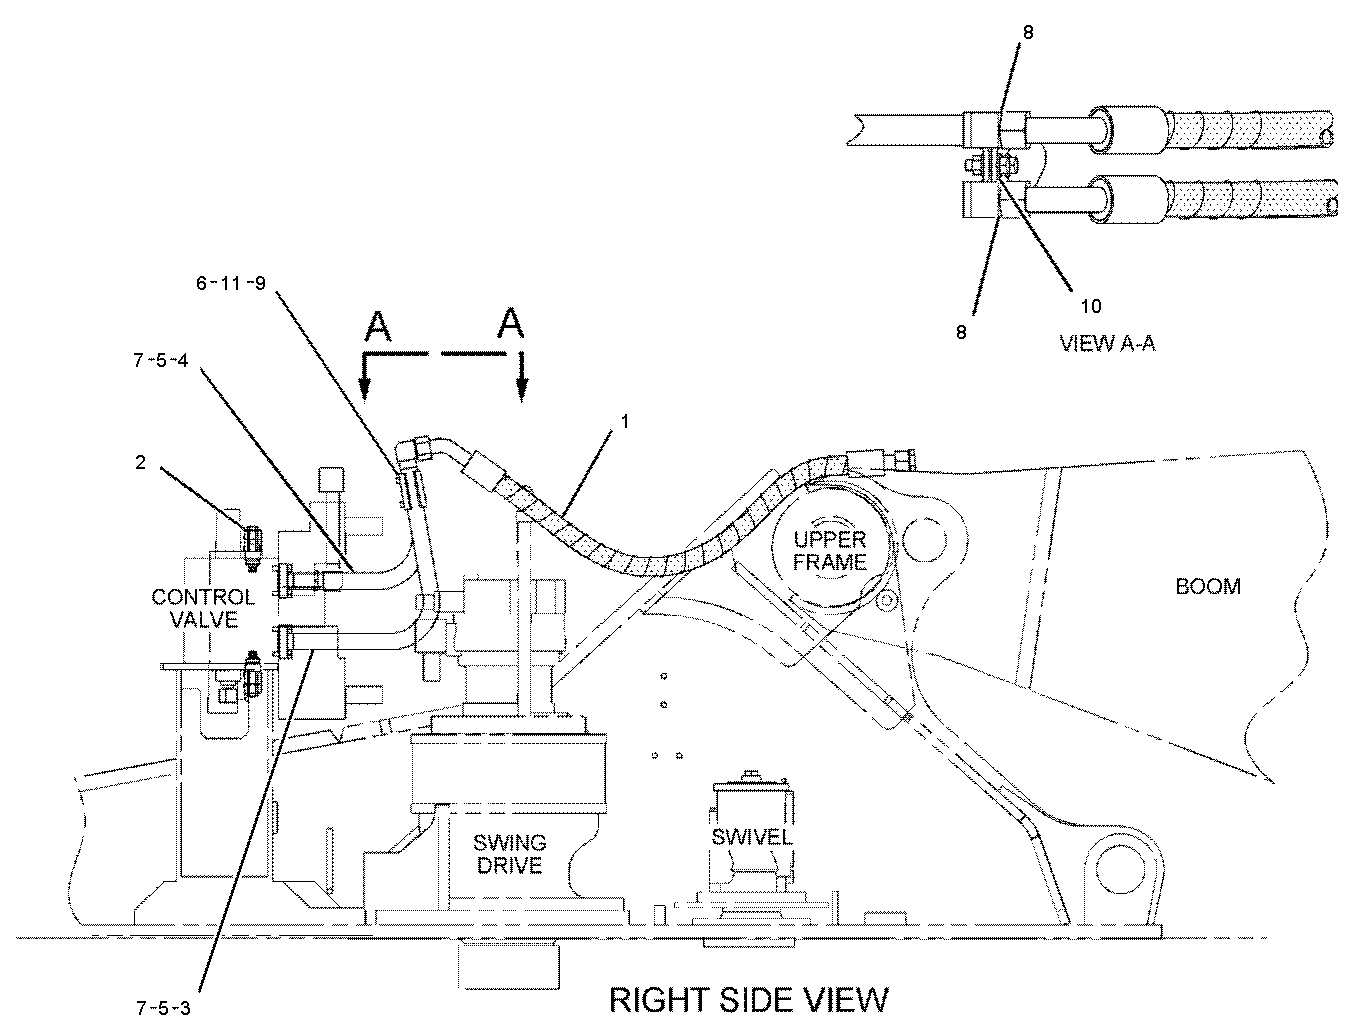 8
10
8
VIEW A-A
6-11-9
A A
7-5-4
1
2
UPPER
FRAME
BOOM
CONTROL
VALVE
SWING
DRIVE
SWIVEL
7-5-3
RIGHT SIDE VIEW